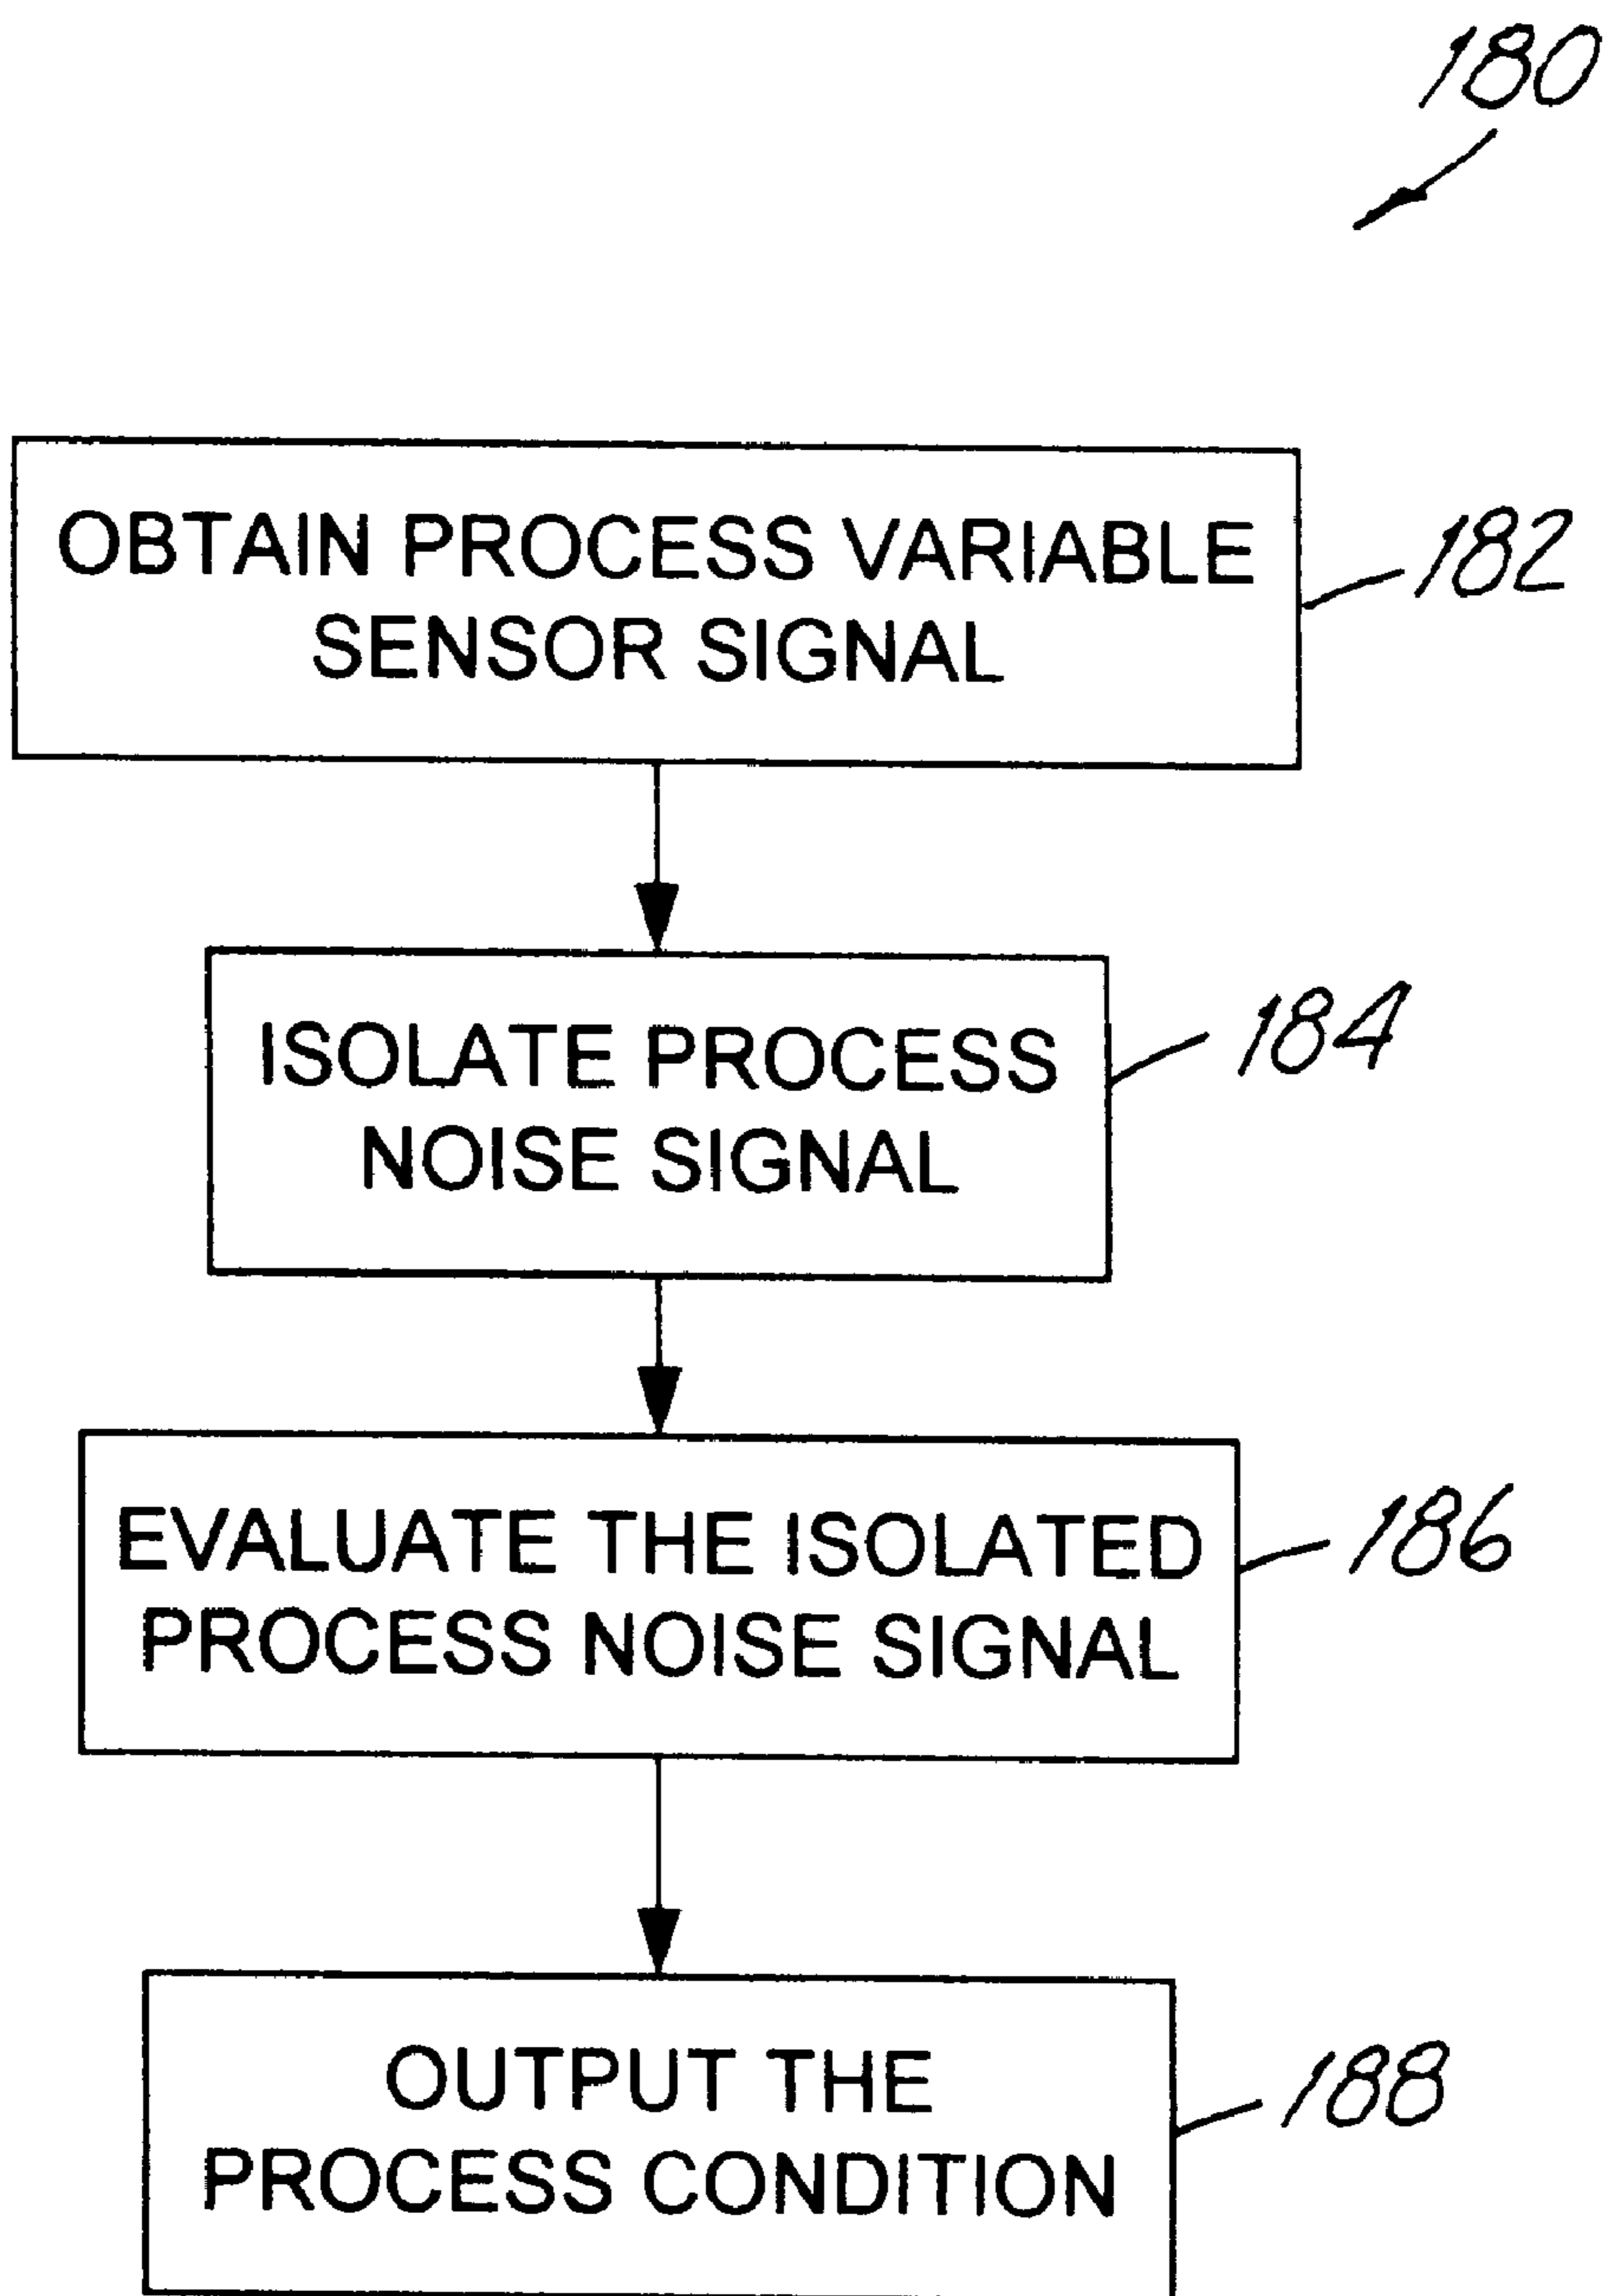 180
OBTAIN PROCESS VARIABLE
SENSOR SIGNAL
182
ISOLATE PROCESS
NOISE SIGNAL
184
EVALUATE THE ISOLATED
PROCESS NOISE SIGNAL
186
OUTPUT THE
PROCESS CONDITION
188